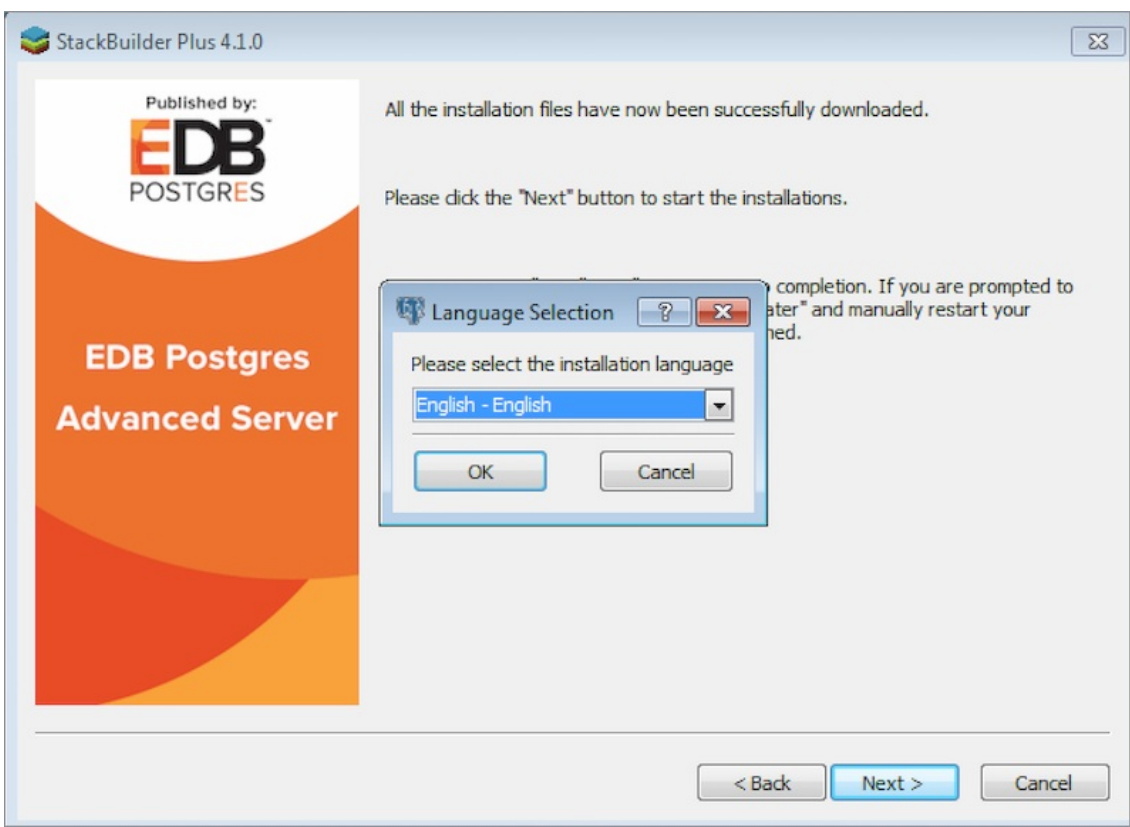 StackBuilder Plus 4.1.0
Published by:
EDB™
POSTGRES
EDB Postgres
Advanced Server
All the installation files have now been successfully downloaded.
Please click the "Next" button to start the installations.
completion. If you are prompted to
ater" and manually restart your
ned.
Language Selection
Please select the installation language
English - English
OK
Cancel
< Back
Next >
Cancel